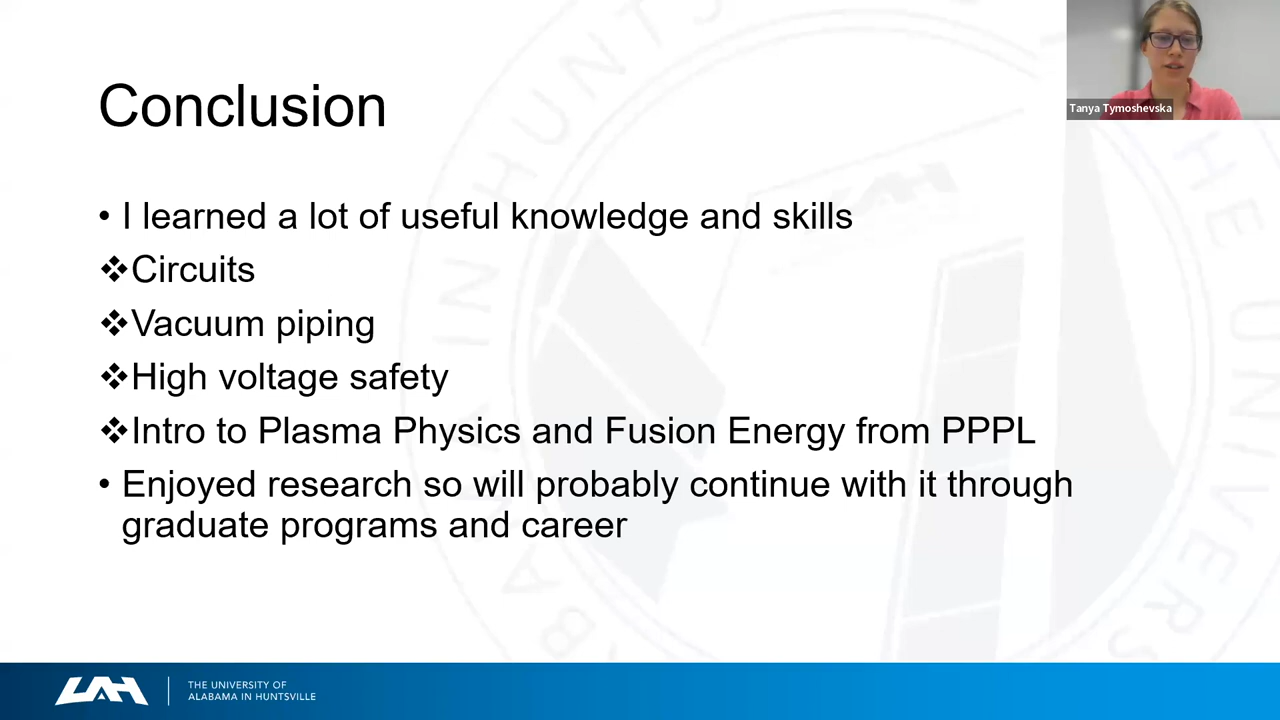 Conclusion
Tanya Tymoshevska
• I learned a lot of useful knowledge and skills
❖Circuits
❖Vacuum piping
❖High voltage safety
❖Intro to Plasma Physics and Fusion Energy from PPPL
• Enjoyed research so will probably continue with it through
graduate programs and career
UAH
THE UNIVERSITY OF
ALABAMA IN HUNTSVILLE